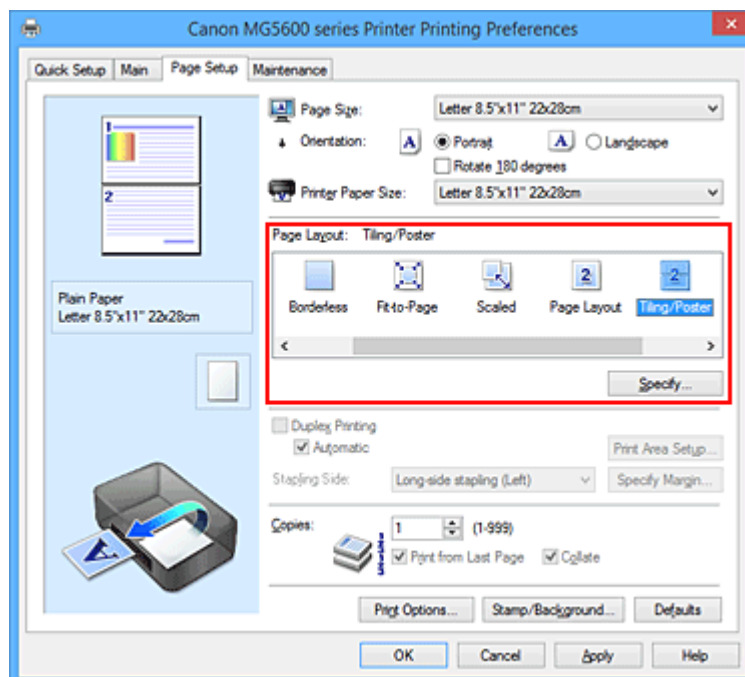 Canon MG5600 series Printer Printing Preferences
Quick Setup Main Page Setup Maintenance
1
2
Plain Paper
Letter 8.5"x11" 22x28cm
Page Size: Letter 8.5"x11" 22x28cm
Orientation: A Portrait A Landscape
Rotate 180 degrees
Printer Paper Size: Letter 8.5"x11" 22x28cm
Page Layout: Tiling/Poster
2 2
Borderless Fit-to-Page Scaled Page Layout Tiling/Poster
Specify...
Duplex Printing
Automatic Print Area Setup...
Stapling Side: Long-side stapling (Left) Specify Margin...
A
Copies: 1 (1-999)
Print from Last Page Collate
Print Options... Stamp/Background... Defaults
OK Cancel Apply Help